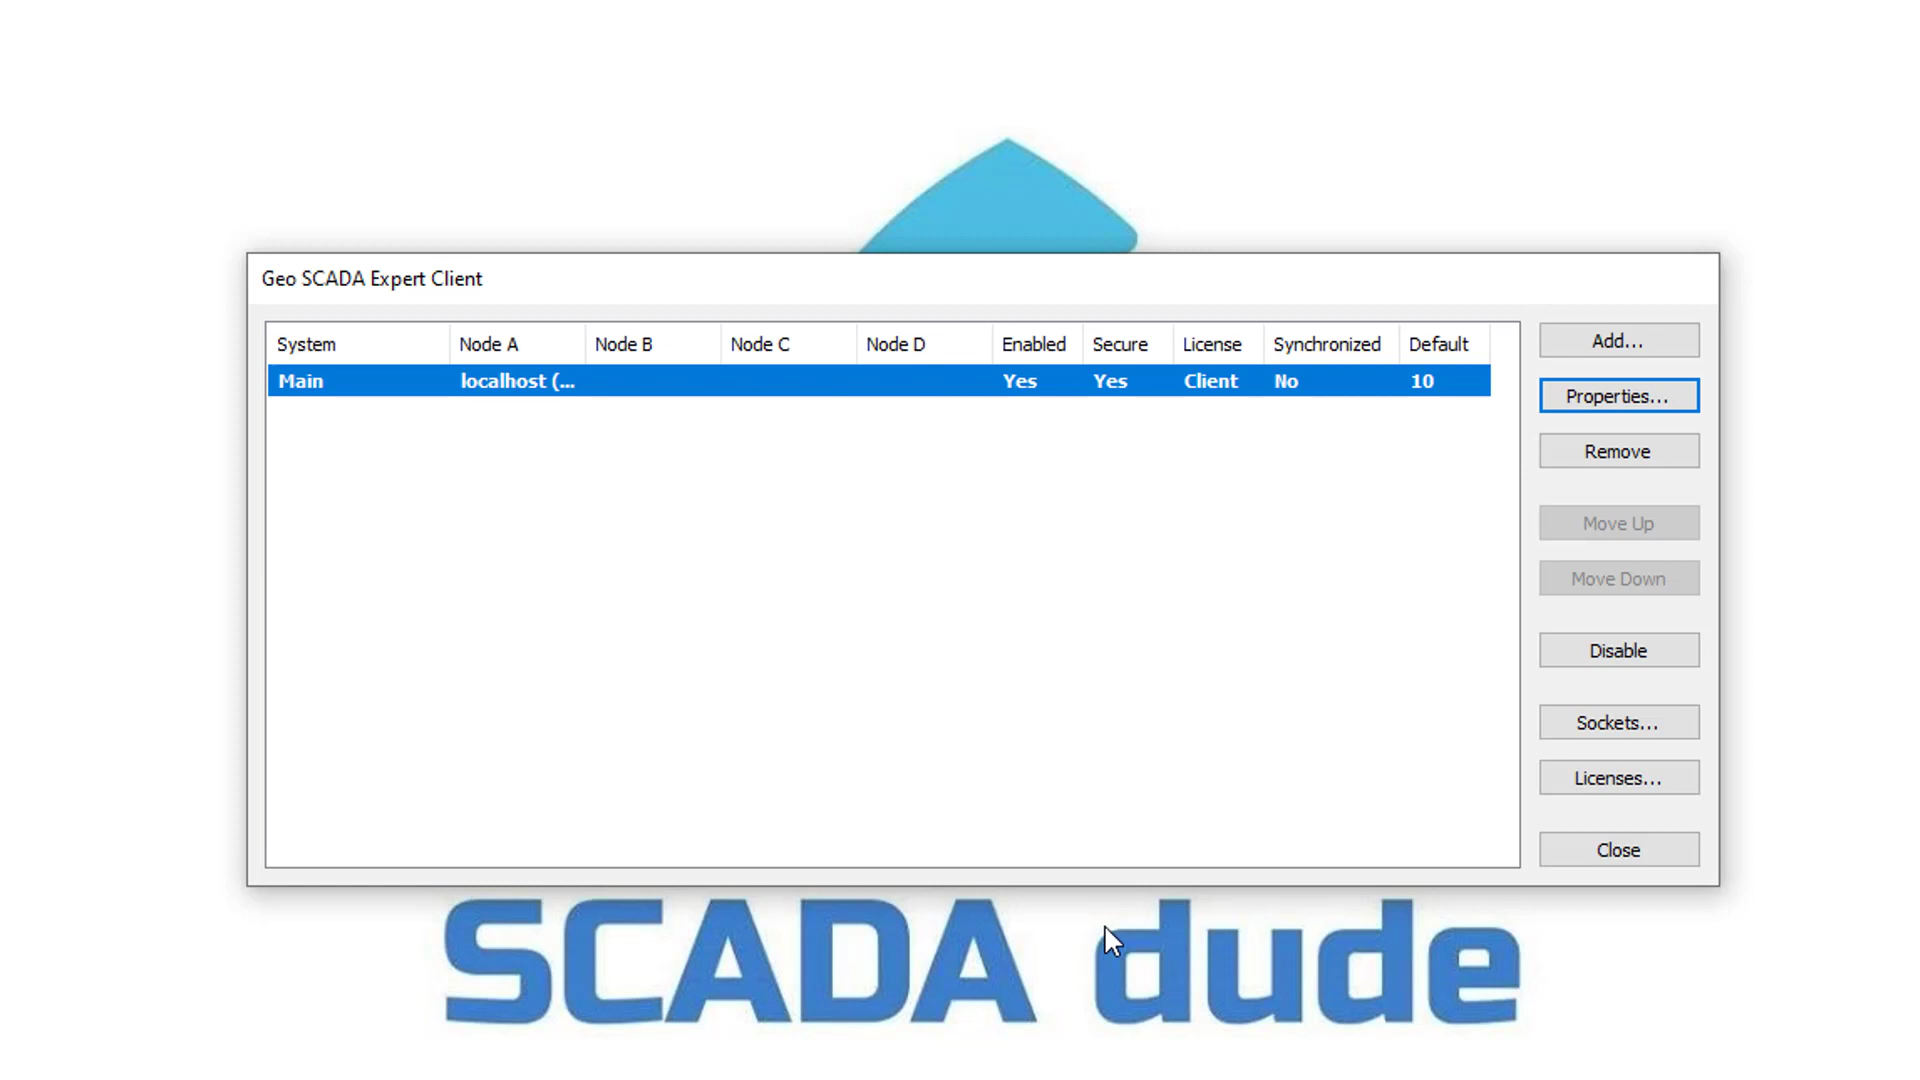 Geo SCADA Expert Client
System Node A Node B Node C Node D Enabled Secure License Synchronized Default
Main localhost (... Yes Yes Client No 10
Add...
Properties...
Remove
Move Up
Move Down
Disable
Sockets...
Licenses...
Close
SCADA dude